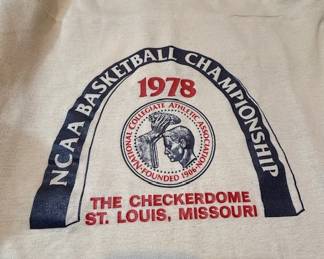 NCAA BASKETBALL CHAMPIONSHIP
1978
NATIONAL COLLEGIATE ATHLETIC ASSOCIATION
FOUNDED 1906
THE CHECKERDOME
ST. LOUIS, MISSOURI